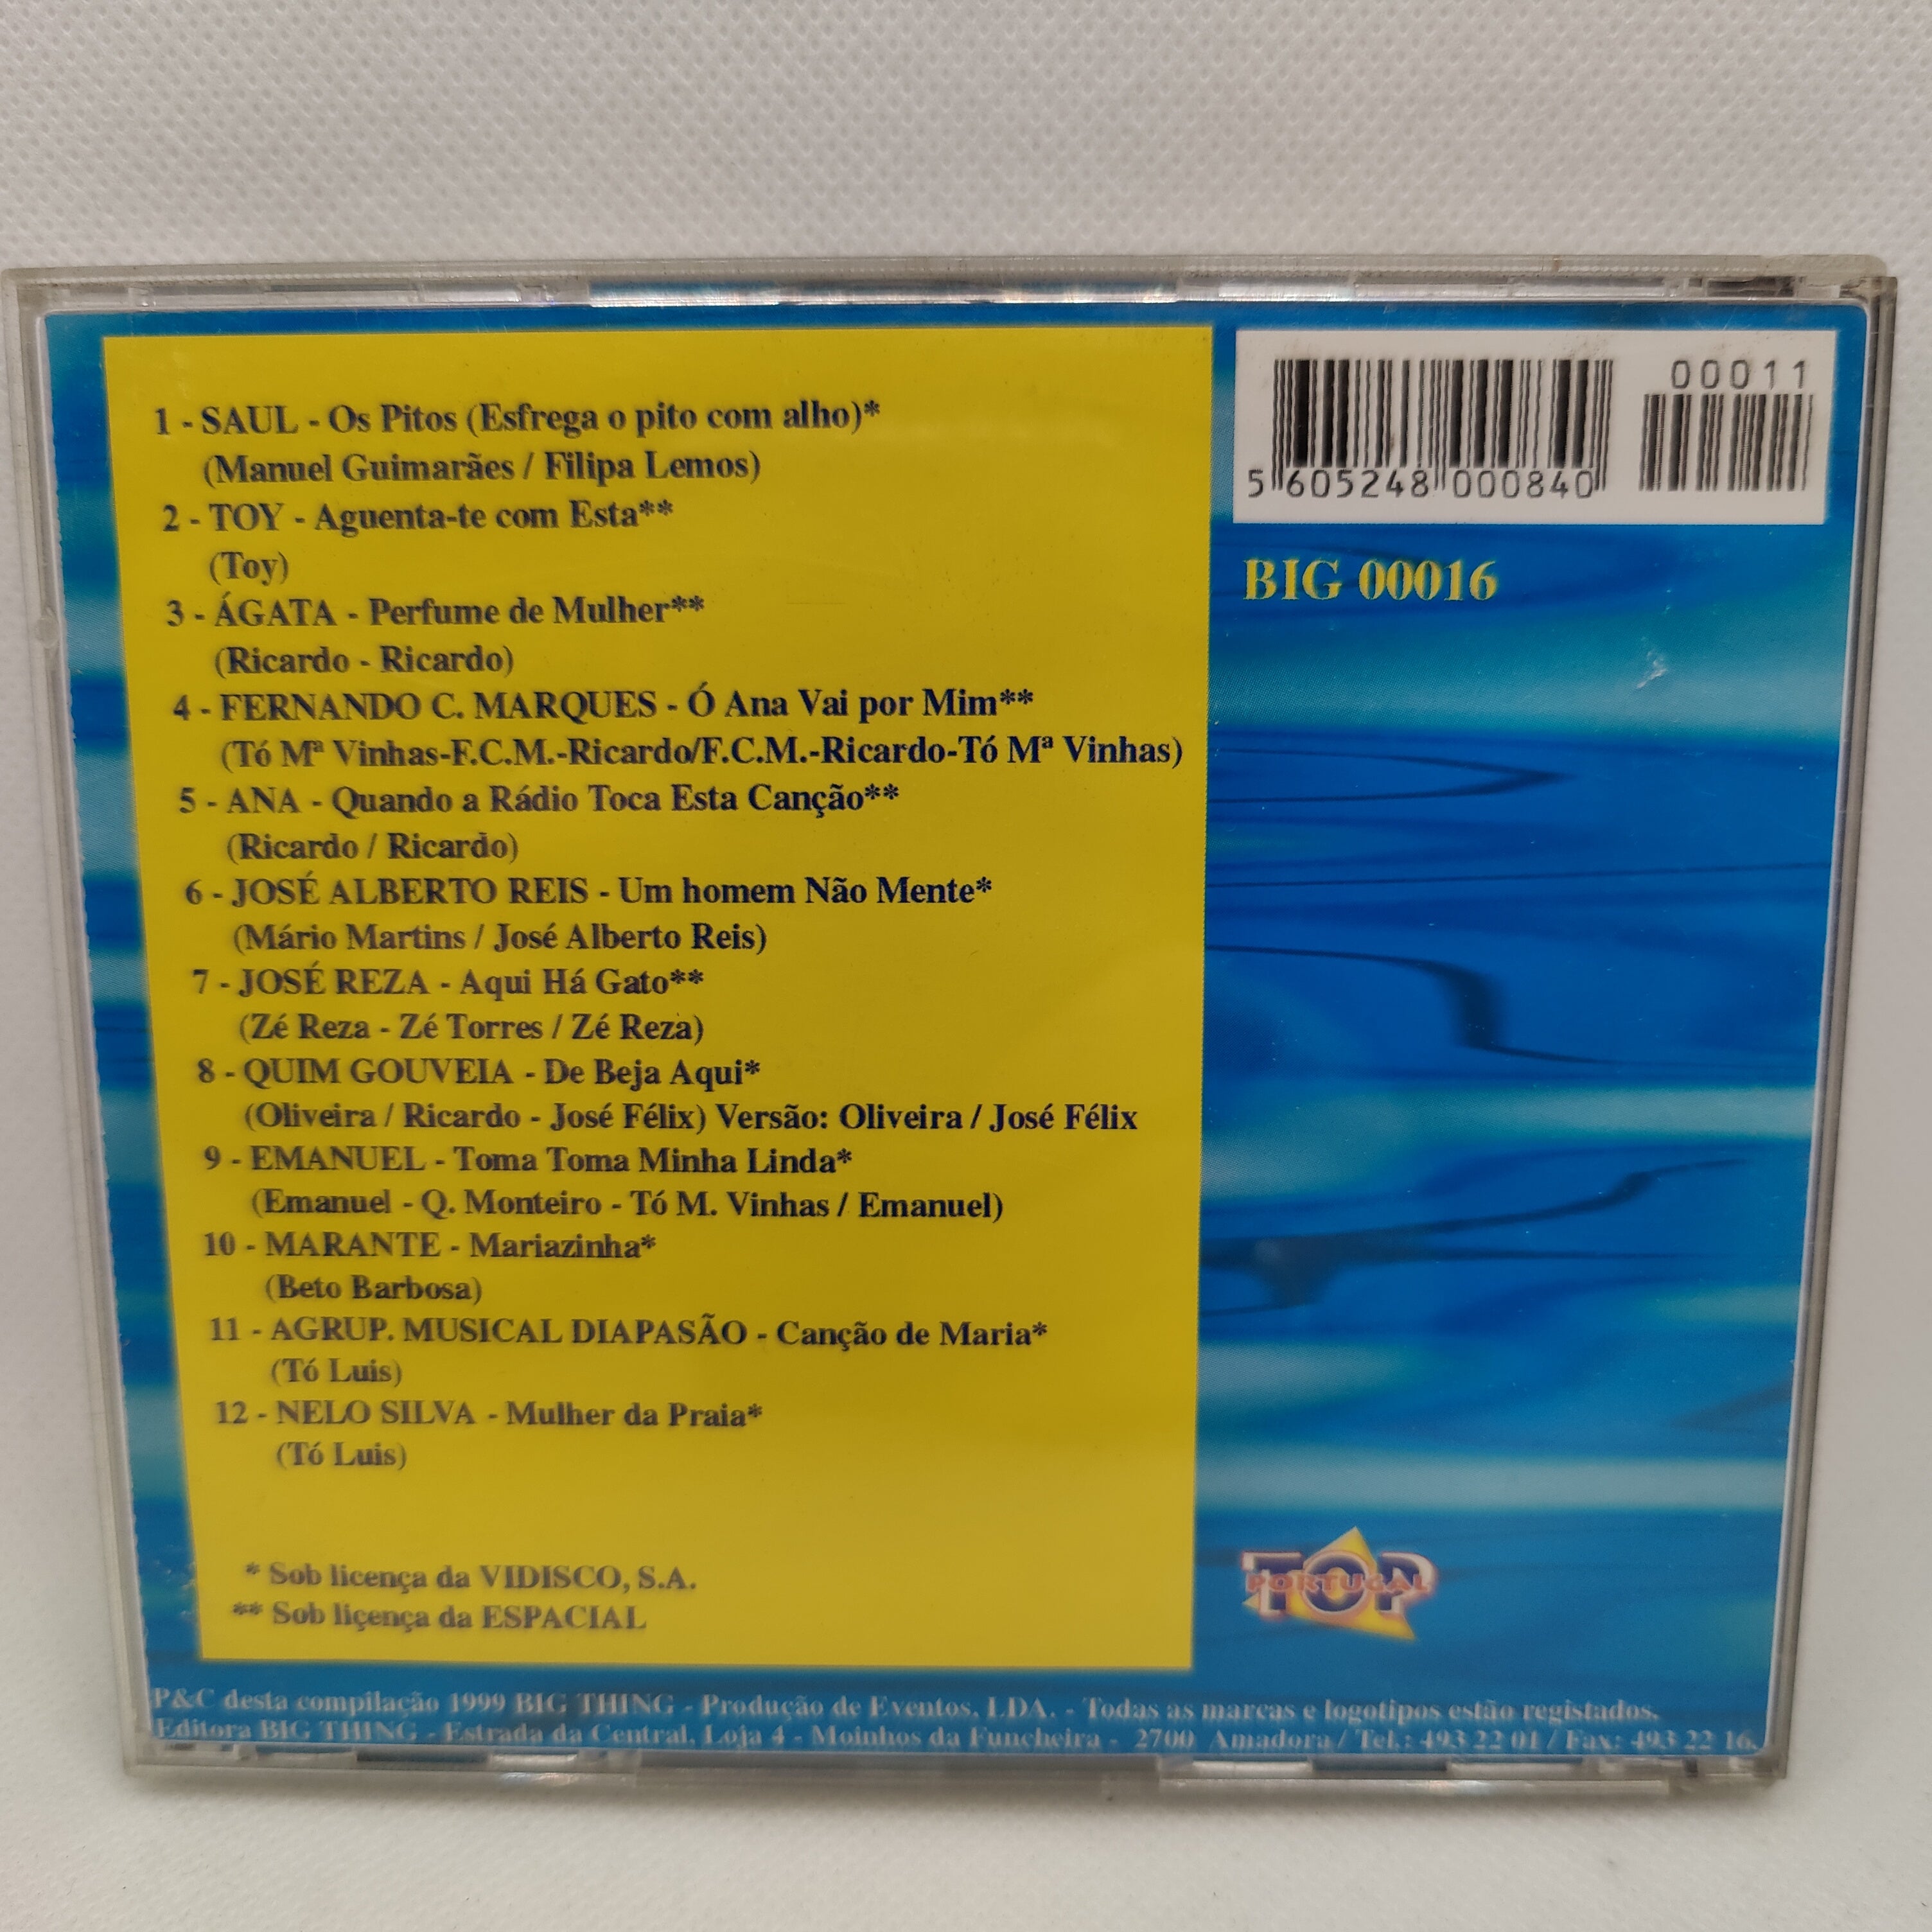 1 - SAUL - Os Pitos (Esfrega o pito com alho)*
(Manuel Guimarães / Filipa Lemos)
2 - TOY - Aguenta-te com Esta**
(Toy)
3 - ÁGATA - Perfume de Mulher**
(Ricardo - Ricardo)
4 - FERNANDO C. MARQUES - Ó Ana Vai por Mim**
(Tó Mª Vinhas-F.C.M.-Ricardo/F.C.M.-Ricardo-Tó Mª Vinhas)
5 - ANA - Quando a Rádio Toca Esta Canção**
(Ricardo / Ricardo)
6 - JOSÉ ALBERTO REIS - Um homem Não Mente*
(Mário Martins / José Alberto Reis)
7 - JOSÉ REZA - Aqui Há Gato**
(Zé Reza - Zé Torres / Zé Reza)
8 - QUIM GOUVEIA - De Beja Aqui*
(Oliveira / Ricardo - José Félix) Versão: Oliveira / José Félix
9 - EMANUEL - Toma Toma Minha Linda*
(Emanuel - Q. Monteiro - Tó M. Vinhas / Emanuel)
10 - MARANTE - Mariazinha*
(Beto Barbosa)
11 - AGRUP. MUSICAL DIAPASÃO - Canção de Maria*
(Tó Luis)
12 - NELO SILVA - Mulher da Praia*
(Tó Luis)
* Sob licença da VIDISCO, S.A.
** Sob liçença da ESPACIAL
00011
5 605248 000840
BIG 00016
TOP
PORTUGAL
P&C desta compilação 1999 BIG THING - Produção de Eventos, LDA. - Todas as marcas e logotipos estão registados.
Editora BIG THING - Estrada da Central, Loja 4 - Moinhos da Funcheira - 2700 Amadora / Tel.: 493 22 01 / Fax: 493 22 16.